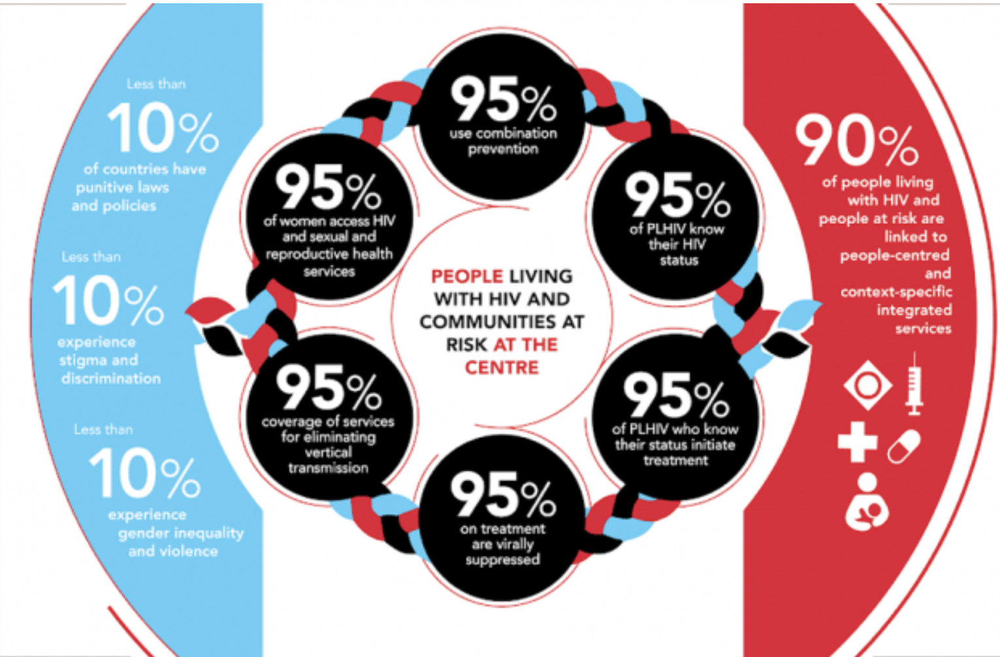 Less than
10%
of countries have
punitive laws
and policies
Less than
10%
experience
stigma and
discrimination
Less than
10%
experience
gender inequality
and violence
95%
use combination
prevention
95%
of women access HIV
and sexual and
reproductive health
services
95%
of PLHIV know
their HIV
status
PEOPLE LIVING
WITH HIV AND
COMMUNITIES AT
RISK AT THE
CENTRE
95%
coverage of services
for eliminating
vertical
transmission
95%
of PLHIV who know
their status initiate
treatment
95%
on treatment
are virally
suppressed
90%
of people living
with HIV and
people at risk are
linked to
people-centred
and
context-specific
integrated
services